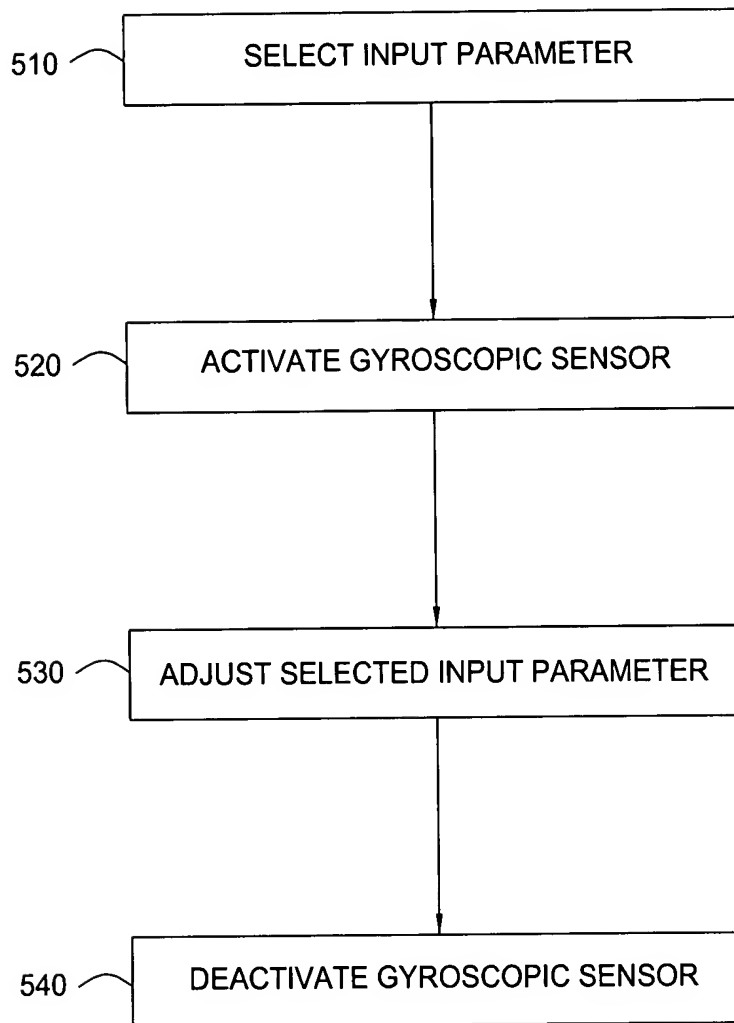 510 SELECT INPUT PARAMETER
520 ACTIVATE GYROSCOPIC SENSOR
530 ADJUST SELECTED INPUT PARAMETER
540 DEACTIVATE GYROSCOPIC SENSOR